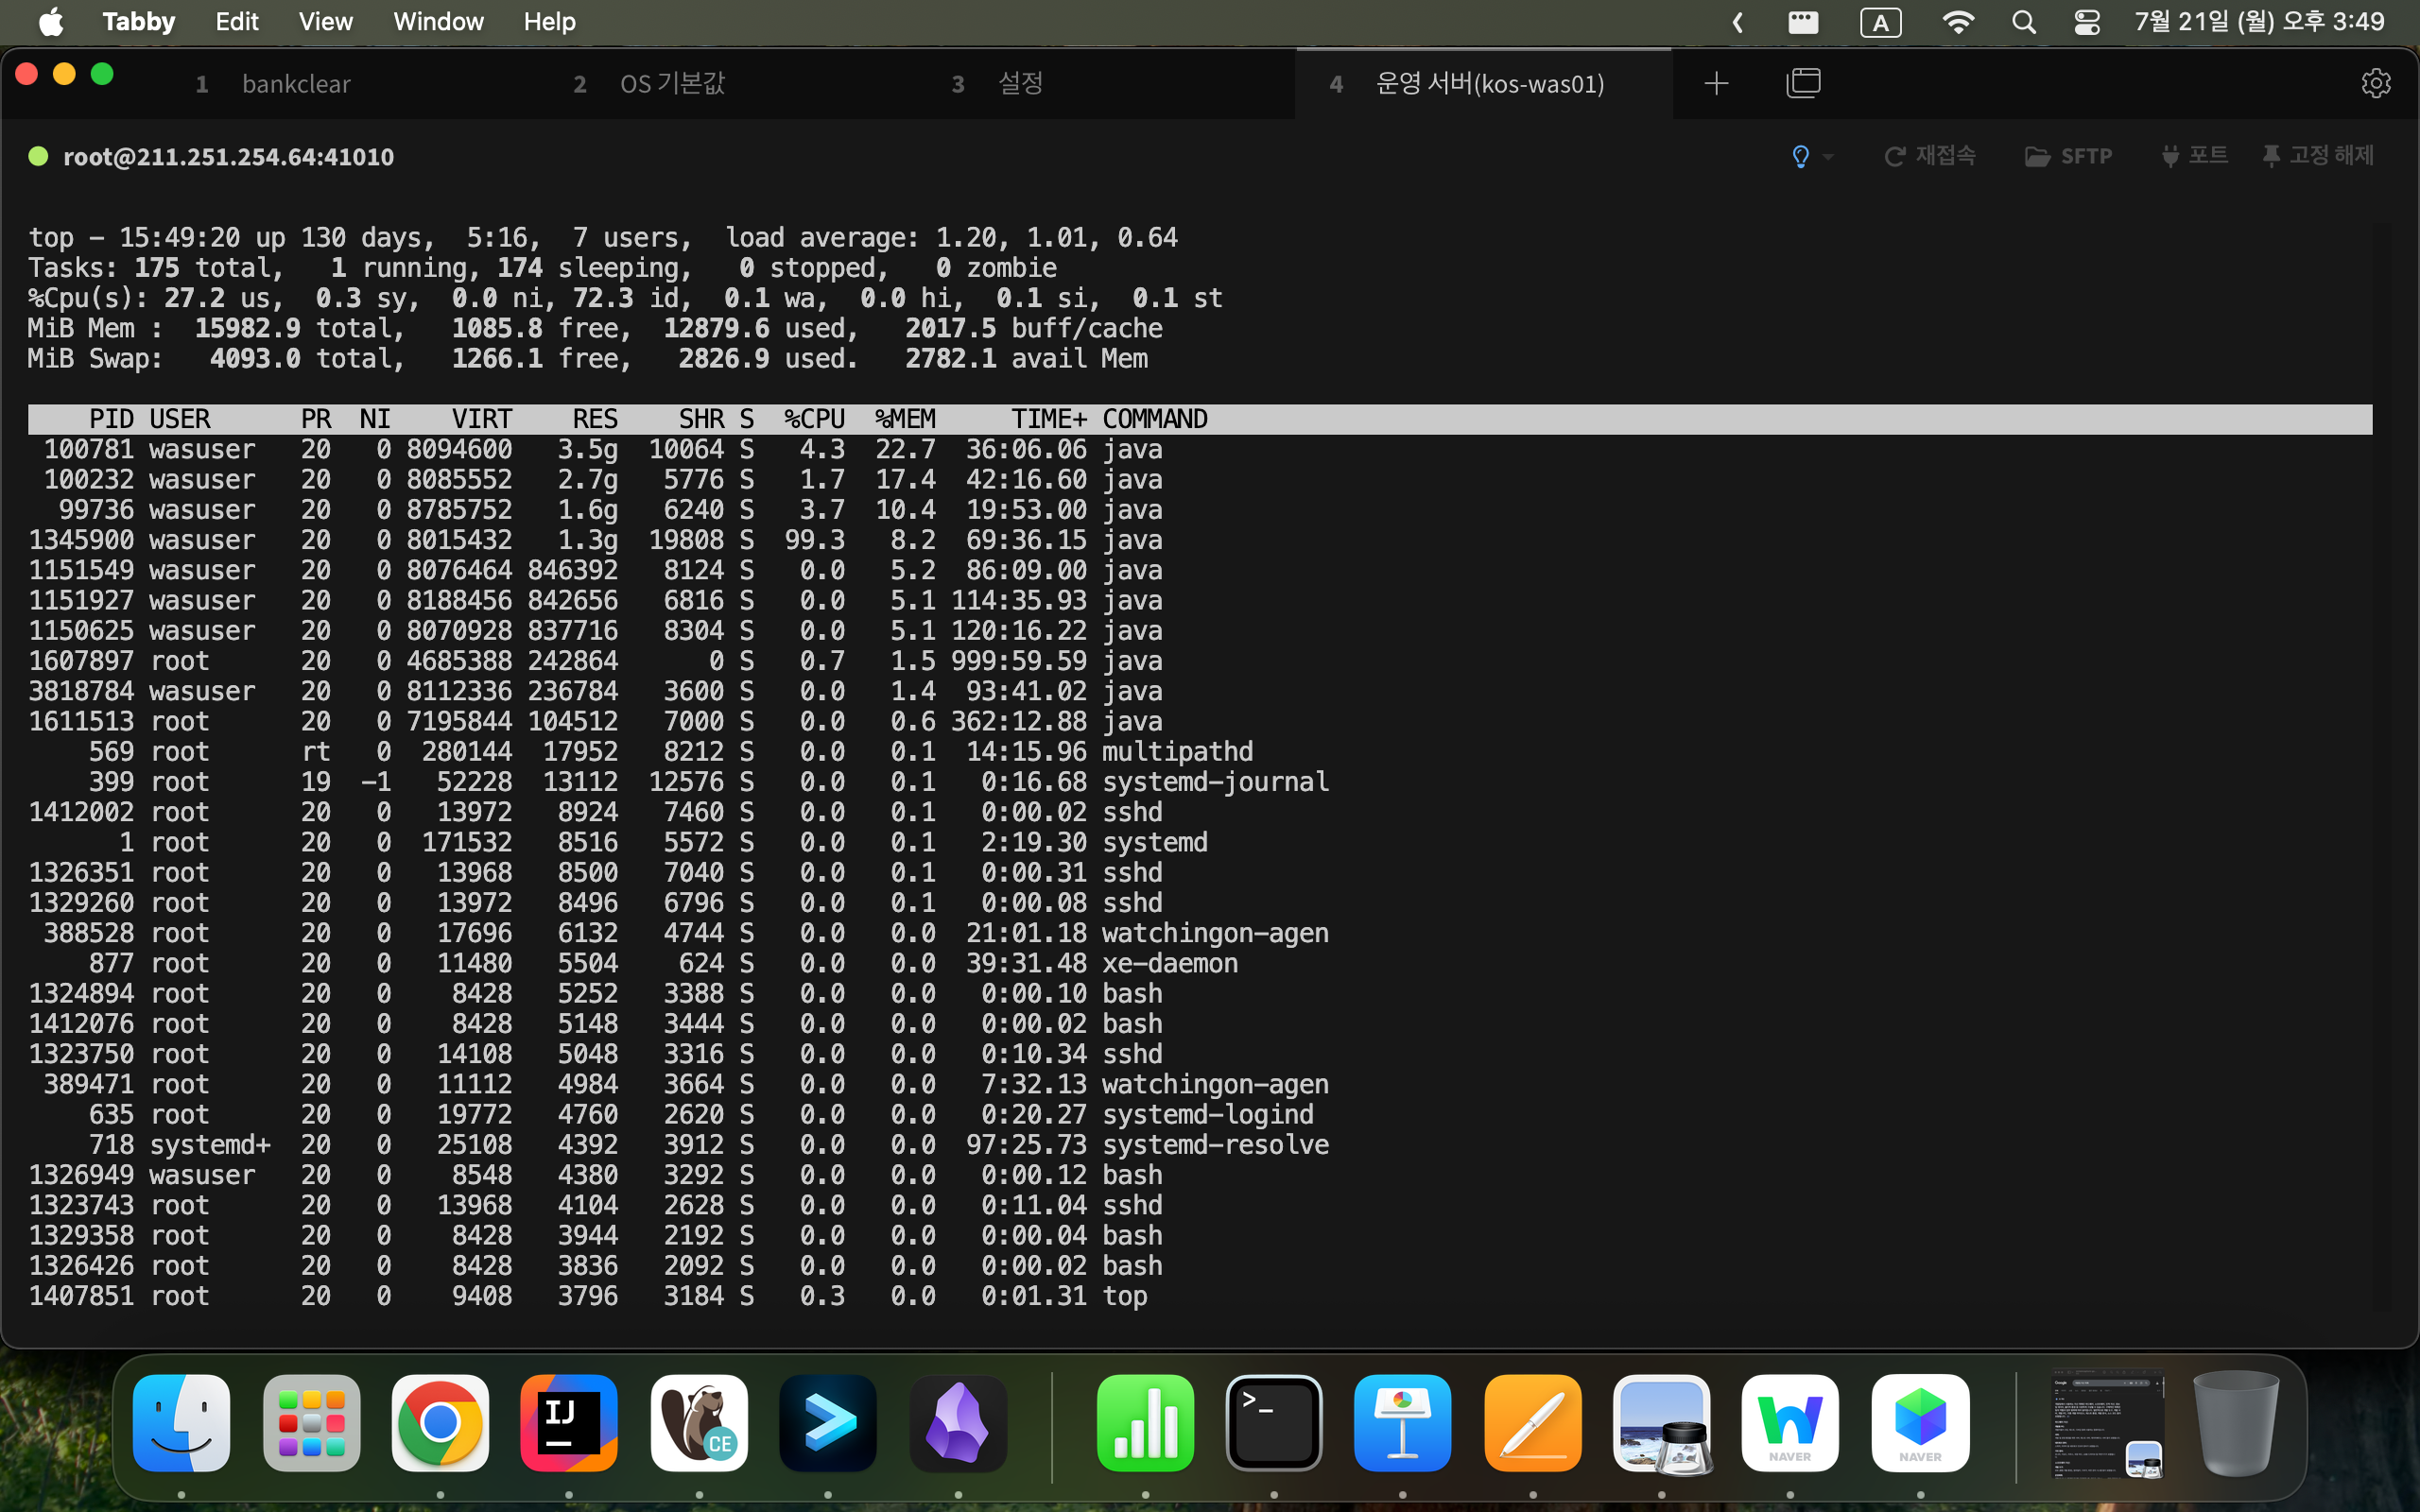 Tabby Edit View Window Help A 7월 21일 (월) 오후 3:49
1 bankclear 2 OS 기본값 3 설정 4 운영 서버(kos-was01)
root@211.251.254.64:41010 재접속 SFTP 포트 고정 해제
top - 15:49:20 up 130 days, 5:16, 7 users, load average: 1.20, 1.01, 0.64
Tasks: 175 total, 1 running, 174 sleeping, 0 stopped, 0 zombie
%Cpu(s): 27.2 us, 0.3 sy, 0.0 ni, 72.3 id, 0.1 wa, 0.0 hi, 0.1 si, 0.1 st
MiB Mem : 15982.9 total, 1085.8 free, 12879.6 used, 2017.5 buff/cache
MiB Swap: 4093.0 total, 1266.1 free, 2826.9 used. 2782.1 avail Mem
PID USER PR NI VIRT RES SHR S %CPU %MEM TIME+ COMMAND
100781 wasuser 20 0 8094600 3.5g 10064 S 4.3 22.7 36:06.06 java
100232 wasuser 20 0 8085552 2.7g 5776 S 1.7 17.4 42:16.60 java
99736 wasuser 20 0 8785752 1.6g 6240 S 3.7 10.4 19:53.00 java
1345900 wasuser 20 0 8015432 1.3g 19808 S 99.3 8.2 69:36.15 java
1151549 wasuser 20 0 8076464 846392 8124 S 0.0 5.2 86:09.00 java
1151927 wasuser 20 0 8188456 842656 6816 S 0.0 5.1 114:35.93 java
1150625 wasuser 20 0 8070928 837716 8304 S 0.0 5.1 120:16.22 java
1607897 root 20 0 4685388 242864 0 S 0.7 1.5 999:59.59 java
3818784 wasuser 20 0 8112336 236784 3600 S 0.0 1.4 93:41.02 java
1611513 root 20 0 7195844 104512 7000 S 0.0 0.6 362:12.88 java
569 root rt 0 280144 17952 8212 S 0.0 0.1 14:15.96 multipathd
399 root 19 -1 52228 13112 12576 S 0.0 0.1 0:16.68 systemd-journal
1412002 root 20 0 13972 8924 7460 S 0.0 0.1 0:00.02 sshd
1 root 20 0 171532 8516 5572 S 0.0 0.1 2:19.30 systemd
1326351 root 20 0 13968 8500 7040 S 0.0 0.1 0:00.31 sshd
1329260 root 20 0 13972 8496 6796 S 0.0 0.1 0:00.08 sshd
388528 root 20 0 17696 6132 4744 S 0.0 0.0 21:01.18 watchingon-agen
877 root 20 0 11480 5504 624 S 0.0 0.0 39:31.48 xe-daemon
1324894 root 20 0 8428 5252 3388 S 0.0 0.0 0:00.10 bash
1412076 root 20 0 8428 5148 3444 S 0.0 0.0 0:00.02 bash
1323750 root 20 0 14108 5048 3316 S 0.0 0.0 0:10.34 sshd
389471 root 20 0 11112 4984 3664 S 0.0 0.0 7:32.13 watchingon-agen
635 root 20 0 19772 4760 2620 S 0.0 0.0 0:20.27 systemd-logind
718 systemd+ 20 0 25108 4392 3912 S 0.0 0.0 97:25.73 systemd-resolve
1326949 wasuser 20 0 8548 4380 3292 S 0.0 0.0 0:00.12 bash
1323743 root 20 0 13968 4104 2628 S 0.0 0.0 0:11.04 sshd
1329358 root 20 0 8428 3944 2192 S 0.0 0.0 0:00.04 bash
1326426 root 20 0 8428 3836 2092 S 0.0 0.0 0:00.02 bash
1407851 root 20 0 9408 3796 3184 S 0.3 0.0 0:01.31 top
IJ CE >_ NAVER NAVER